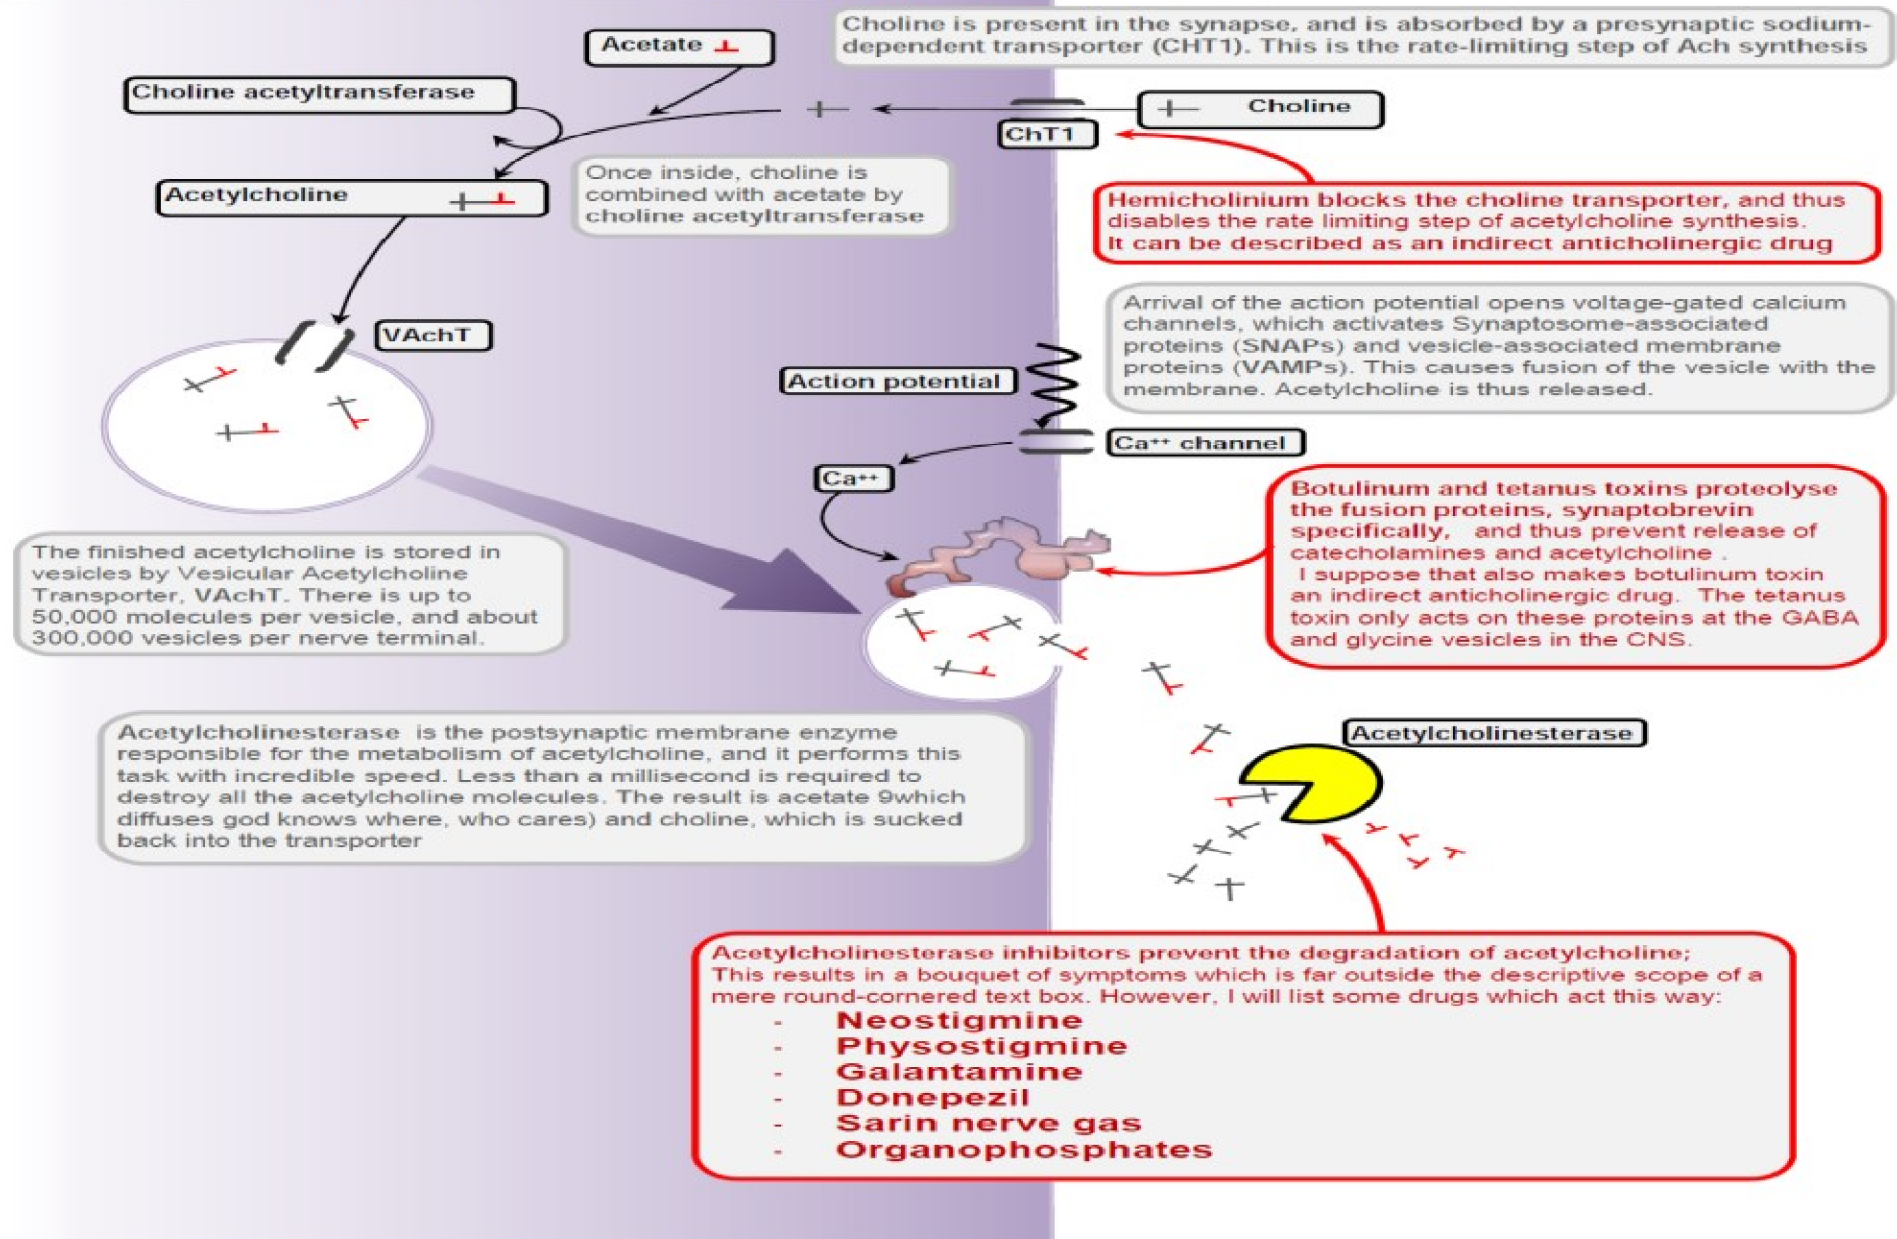 Choline is present in the synapse, and is absorbed by a presynaptic sodium-
dependent transporter (CHT1). This is the rate-limiting step of Ach synthesis
Acetate
Choline acetyltransferase
Choline
ChT1
Once inside, choline is
combined with acetate by
choline acetyltransferase
Acetylcholine
Hemicholinium blocks the choline transporter, and thus
disables the rate limiting step of acetylcholine synthesis.
It can be described as an indirect anticholinergic drug
VAchT
Arrival of the action potential opens voltage-gated calcium
channels, which activates Synaptosome-associated
proteins (SNAPs) and vesicle-associated membrane
proteins (VAMPs). This causes fusion of the vesicle with the
membrane. Acetylcholine is thus released.
Action potential
Ca⁺⁺ channel
Ca⁺⁺
Botulinum and tetanus toxins proteolyse
the fusion proteins, synaptobrevin
specifically, and thus prevent release of
catecholamines and acetylcholine .
I suppose that also makes botulinum toxin
an indirect anticholinergic drug. The tetanus
toxin only acts on these proteins at the GABA
and glycine vesicles in the CNS.
The finished acetylcholine is stored in
vesicles by Vesicular Acetylcholine
Transporter, VAchT. There is up to
50,000 molecules per vesicle, and about
300,000 vesicles per nerve terminal.
Acetylcholinesterase is the postsynaptic membrane enzyme
responsible for the metabolism of acetylcholine, and it performs this
task with incredible speed. Less than a millisecond is required to
destroy all the acetylcholine molecules. The result is acetate 9which
diffuses god knows where, who cares) and choline, which is sucked
back into the transporter
Acetylcholinesterase
Acetylcholinesterase inhibitors prevent the degradation of acetylcholine;
This results in a bouquet of symptoms which is far outside the descriptive scope of a
mere round-cornered text box. However, I will list some drugs which act this way:
- Neostigmine
- Physostigmine
- Galantamine
- Donepezil
- Sarin nerve gas
- Organophosphates